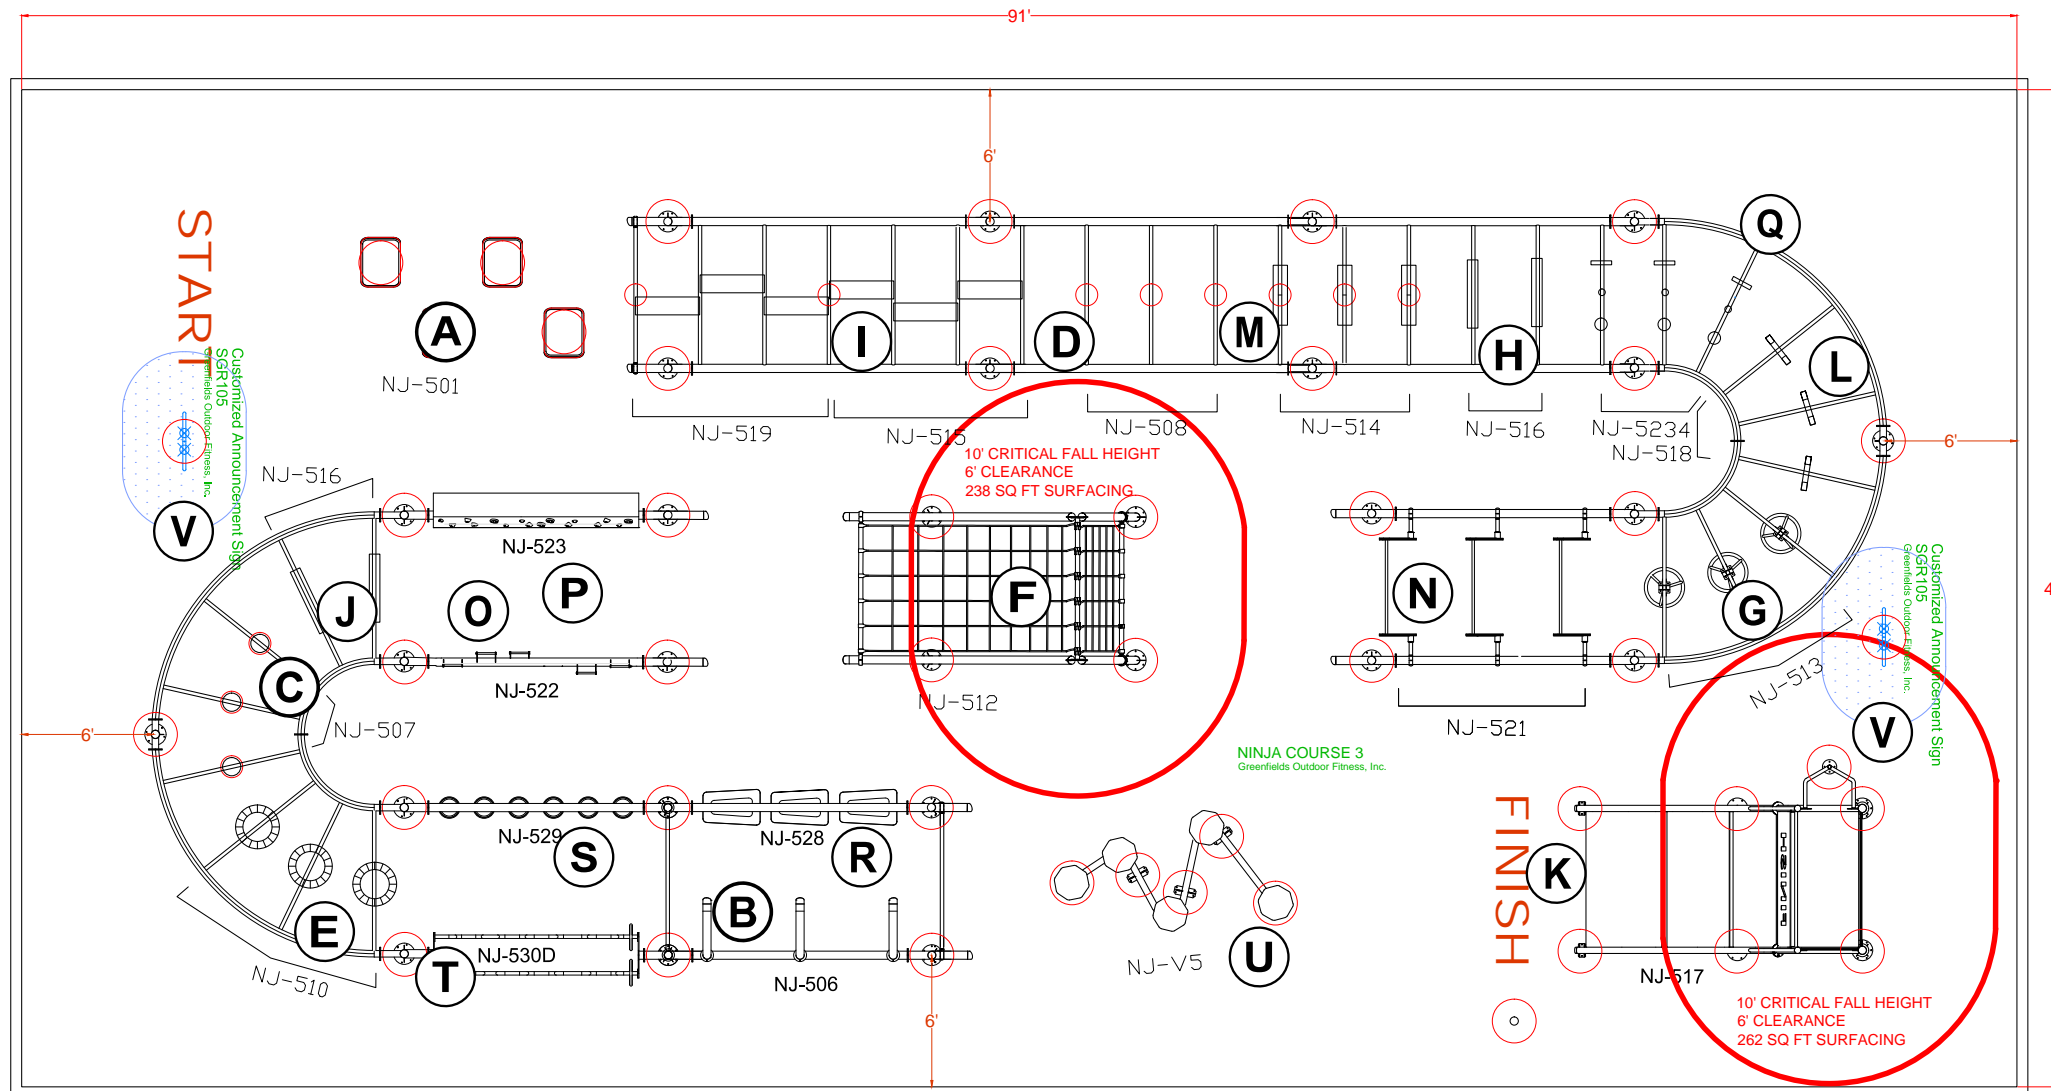 91'
6'
START
A
NJ-501
I
D
M
H
Q
L
NJ-519
NJ-515
NJ-508
NJ-514
NJ-516
NJ-5234
NJ-518
10' CRITICAL FALL HEIGHT
6' CLEARANCE
238 SQ FT SURFACING
6'
4
Customized Announcement Sign
SGR105
Greenfields Outdoor Fitness, Inc.
V
NJ-516
NJ-523
J
O
P
F
N
G
C
NJ-522
NJ-512
NJ-521
NJ-513
Customized Announcement Sign
SGR105
Greenfields Outdoor Fitness, Inc.
V
6'
NJ-507
NINJA COURSE 3
Greenfields Outdoor Fitness, Inc.
NJ-529
S
NJ-528
R
B
E
NJ-510
T
NJ-530D
NJ-506
6'
NJ-V5
U
FINISH
K
FINISH
NJ-517
10' CRITICAL FALL HEIGHT
6' CLEARANCE
262 SQ FT SURFACING